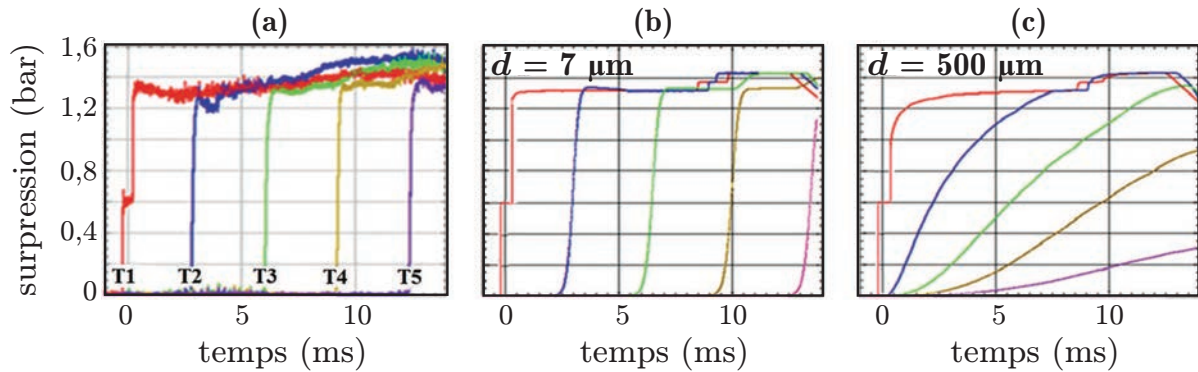 (a) (b) (c)
surpression (bar)
1,6
1,2
0,8
0,4
0
T1 T2 T3 T4 T5
d = 7 µm
d = 500 µm
0 5 10
0 5 10
0 5 10
temps (ms) temps (ms) temps (ms)